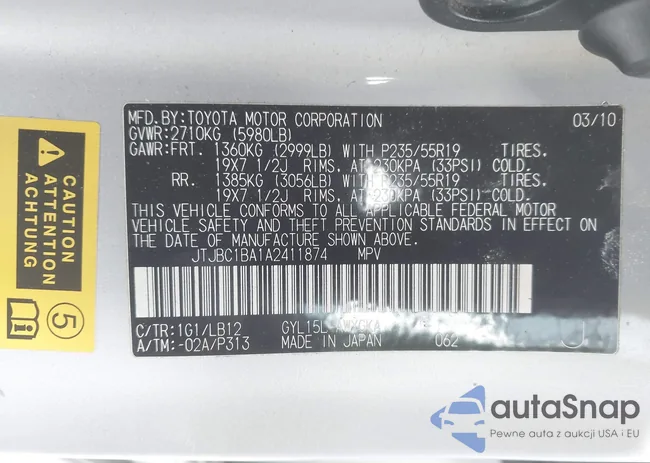 MFD.BY:TOYOTA MOTOR CORPORATION 03/10
GVWR:2710KG (5980LB)
GAWR:FRT. 1360KG (2999LB) WITH P235/55R19 TIRES.
19X7 1/2J RIMS. AT 230KPA (33PSI) COLD.
RR. 1385KG (3056LB) WITH P235/55R19 TIRES.
19X7 1/2J RIMS. AT 230KPA (33PSI) COLD.
THIS VEHICLE CONFORMS TO ALL APPLICABLE FEDERAL MOTOR
VEHICLE SAFETY AND THEFT PREVENTION STANDARDS IN EFFECT
ON THE DATE OF MANUFACTURE SHOWN ABOVE.
JTJBC1BA1A2411874 MPV
C/TR:1G1/LB12
A/TM:-02A/P313 MADE IN JAPAN 062 J
CAUTION
ACHTUNG
5
autaSnap
Pewne auta z aukcji USA i EU